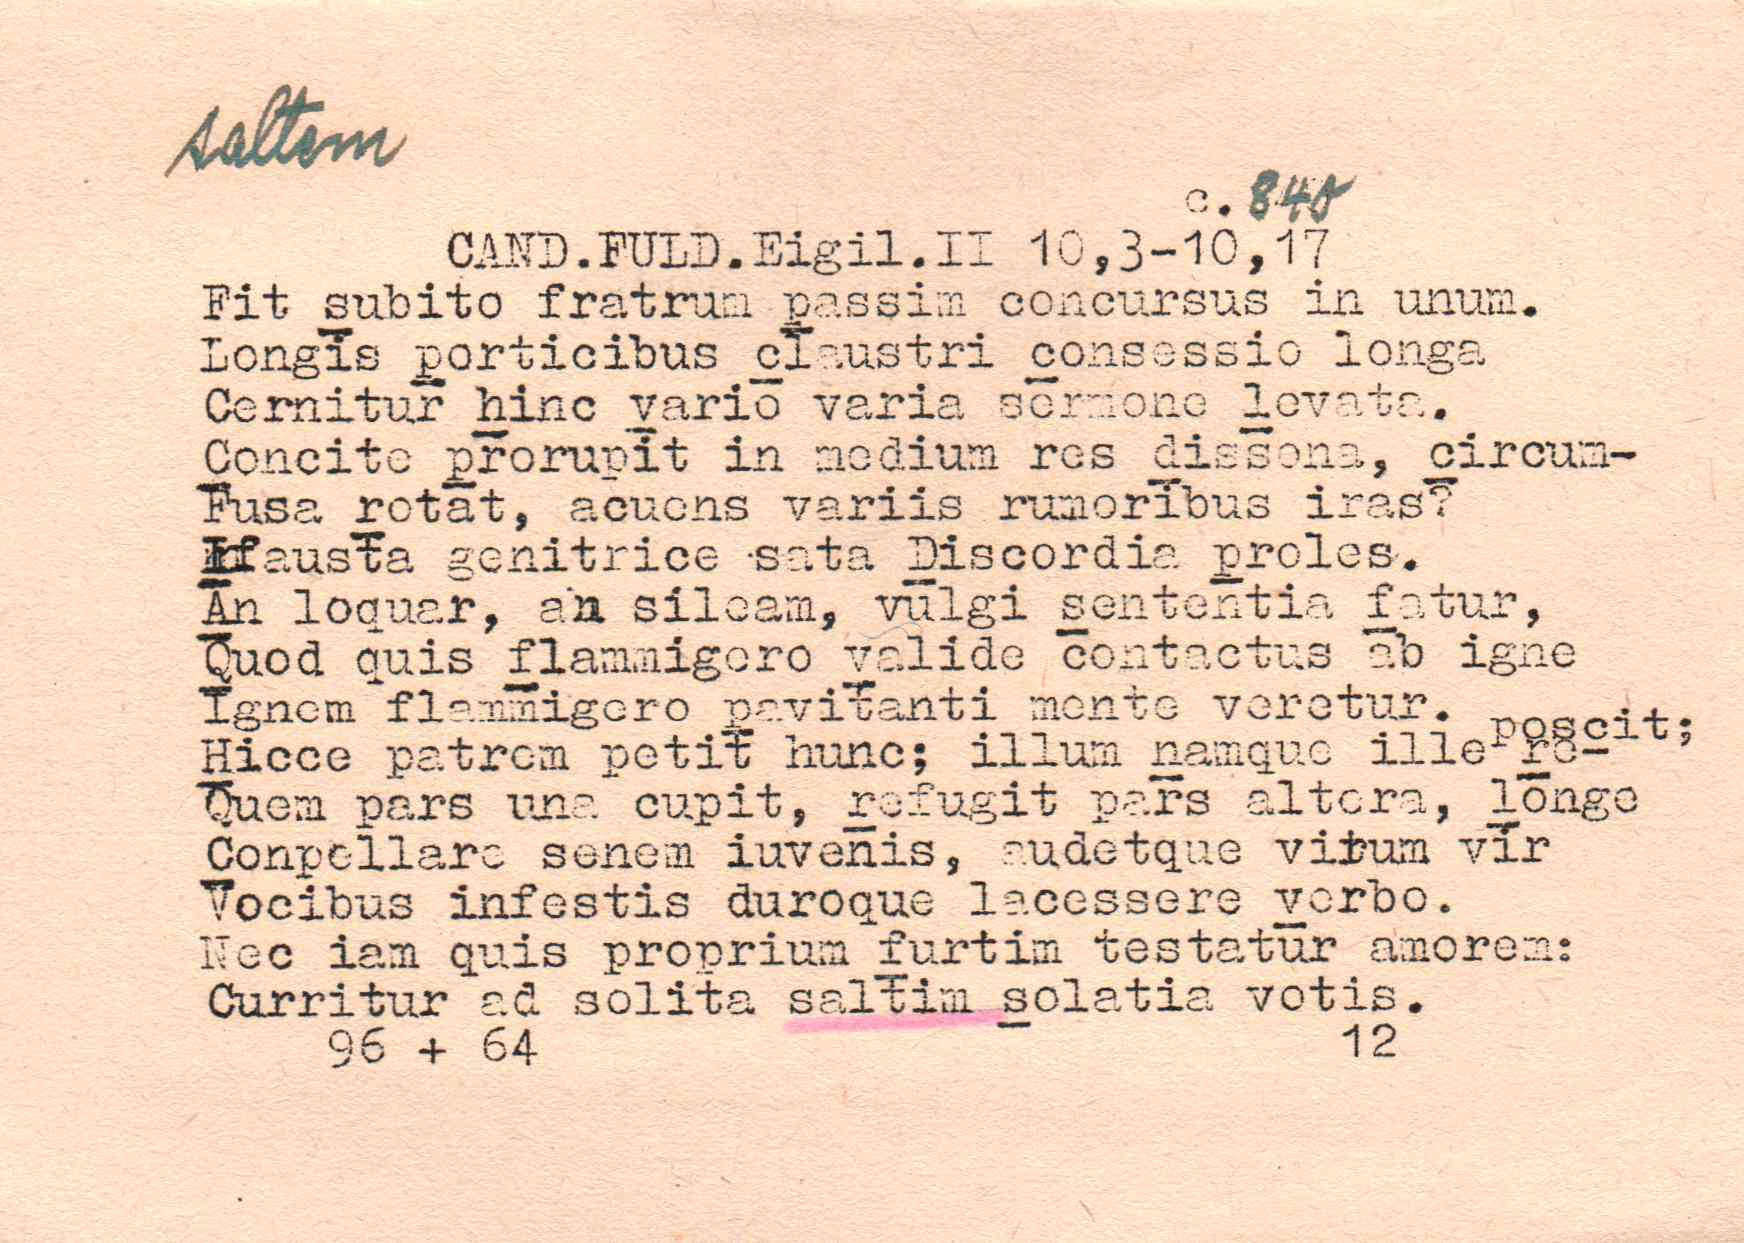 saltem
c. 840
CAND.FULD.Eigil.II 10,3-10,17
Fit subito fratrum passim concursus in unum.
Longis porticibus claustri consessio longa
Cernitur hinc vario varia sermone levata.
Concite prorupit in medium res dissona, circum-
Fusa rotat, acuens variis rumoribus iras?
Infausta genitrice sata Discordia proles.
An loquar, an sileam, vulgi sententia fatur,
Quod quis flammigero valide contactus ab igne
Ignem flammigero pavitanti mente veretur.
Hicce patrem petit hunc; illum namque ille re-poscit;
Quem pars una cupit, refugit pars altera, longe
Conpellare senem iuvenis, audetque virum vir
Vocibus infestis duroque lacessere verbo.
Nec iam quis proprium furtim testatur amorem:
Curritur ad solita saltim solatia votis.
96 + 64 12